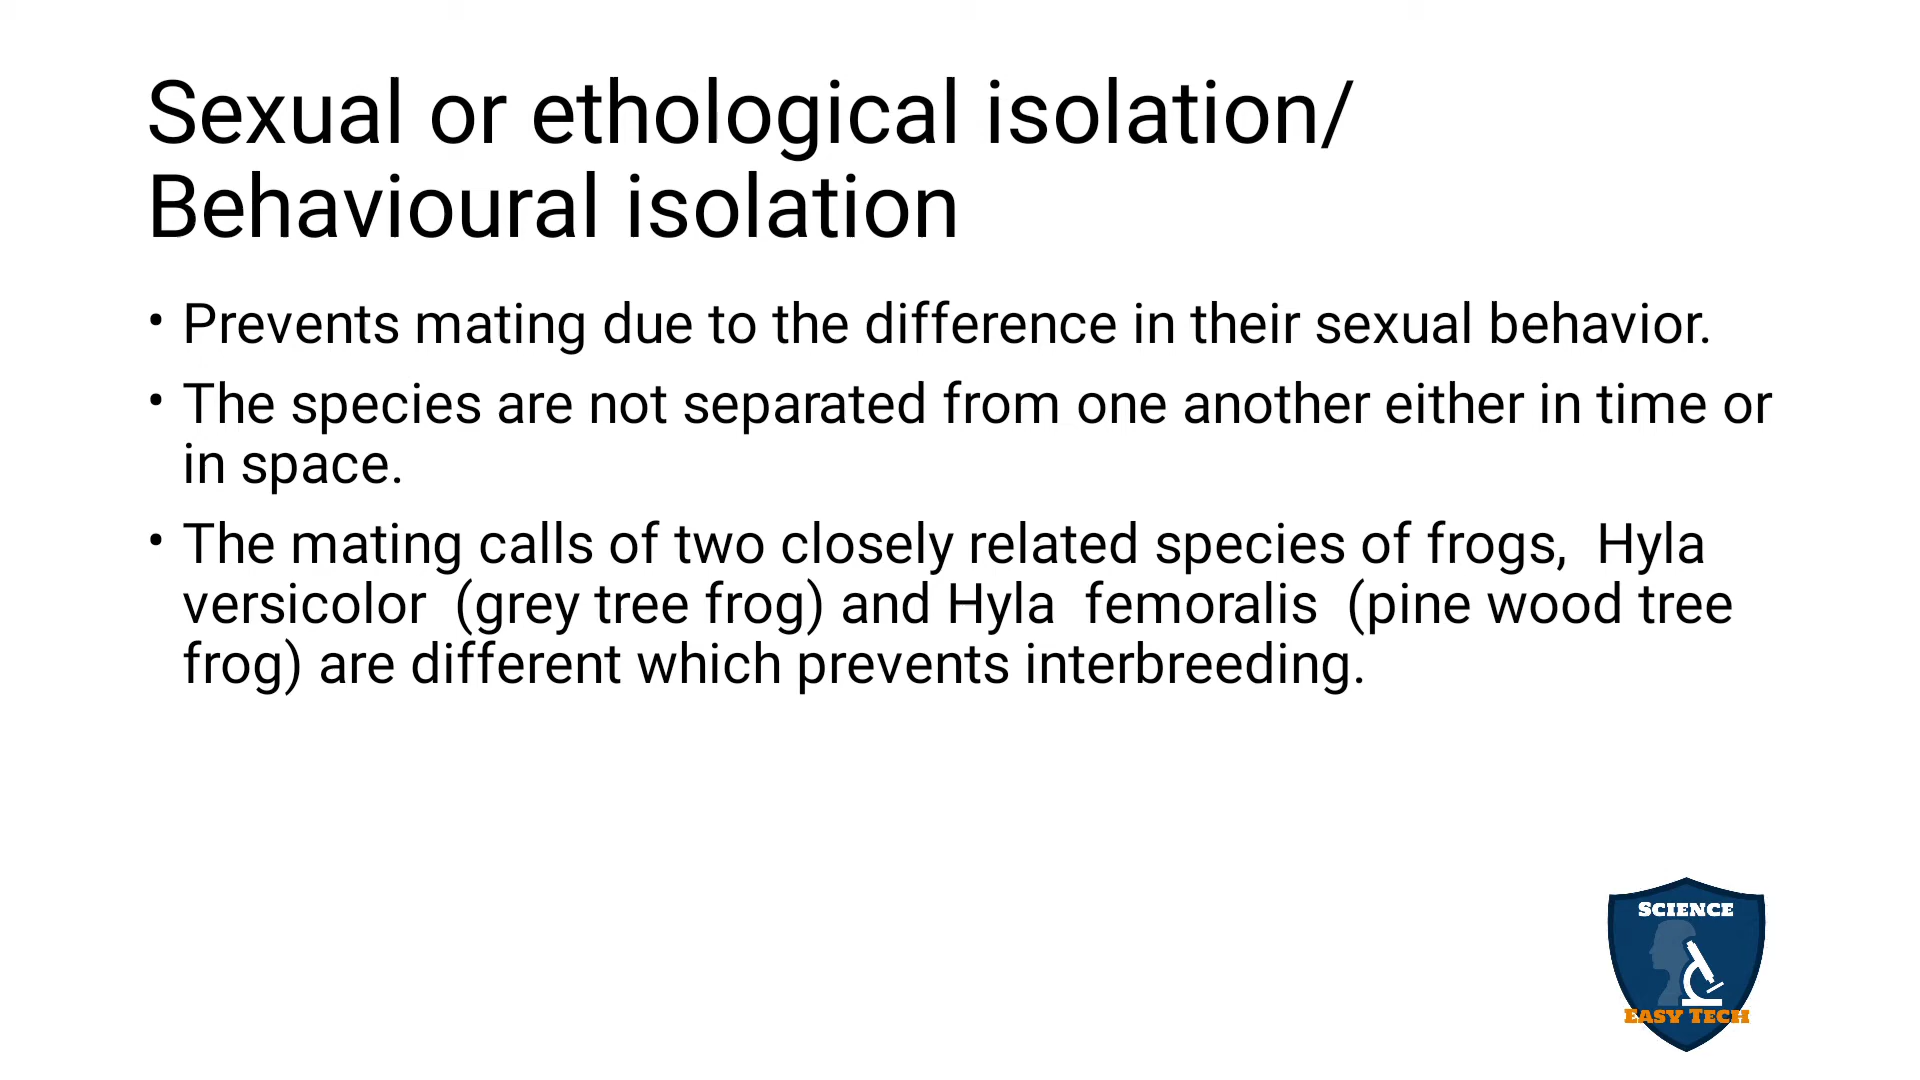 Sexual or ethological isolation/
Behavioural isolation
• Prevents mating due to the difference in their sexual behavior.
• The species are not separated from one another either in time or
in space.
• The mating calls of two closely related species of frogs,  Hyla
versicolor  (grey tree frog) and Hyla  femoralis  (pine wood tree
frog) are different which prevents interbreeding.
SCIENCE
EASY TECH